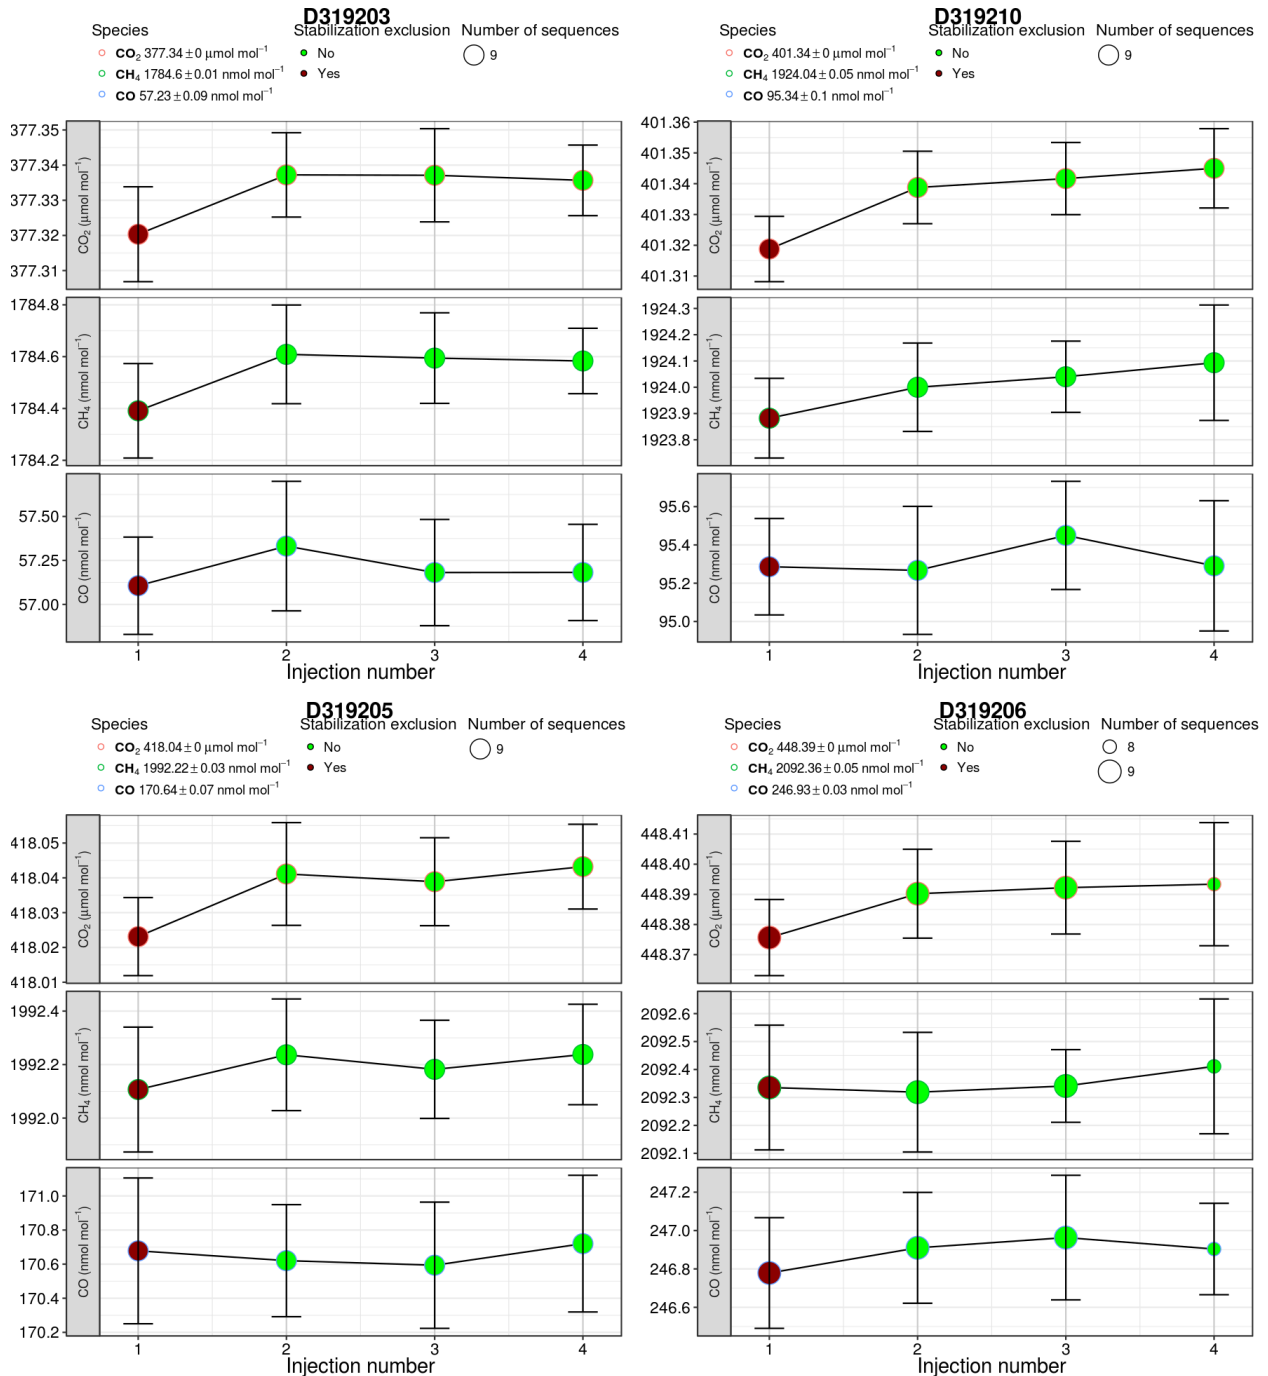 D319203
Species
Stabilization exclusion
Number of sequences
CO₂ 377.34±0 μmol mol⁻¹
No
9
CH₄ 1784.6±0.01 nmol mol⁻¹
Yes
CO 57.23±0.09 nmol mol⁻¹
CO₂ (μmol mol⁻¹)
377.35
377.34
377.33
377.32
377.31
CH₄ (nmol mol⁻¹)
1784.8
1784.6
1784.4
1784.2
CO (nmol mol⁻¹)
57.50
57.25
57.00
1 2 3 4
Injection number
D319210
Species
Stabilization exclusion
Number of sequences
CO₂ 401.34±0 μmol mol⁻¹
No
9
CH₄ 1924.04±0.05 nmol mol⁻¹
Yes
CO 95.34±0.1 nmol mol⁻¹
CO₂ (μmol mol⁻¹)
401.36
401.35
401.34
401.33
401.32
401.31
CH₄ (nmol mol⁻¹)
1924.3
1924.2
1924.1
1924.0
1923.9
1923.8
CO (nmol mol⁻¹)
95.6
95.4
95.2
95.0
1 2 3 4
Injection number
D319205
Species
Stabilization exclusion
Number of sequences
CO₂ 418.04±0 μmol mol⁻¹
No
9
CH₄ 1992.22±0.03 nmol mol⁻¹
Yes
CO 170.64±0.07 nmol mol⁻¹
CO₂ (μmol mol⁻¹)
418.05
418.04
418.03
418.02
418.01
CH₄ (nmol mol⁻¹)
1992.4
1992.2
1992.0
CO (nmol mol⁻¹)
171.0
170.8
170.6
170.4
170.2
1 2 3 4
Injection number
D319206
Species
Stabilization exclusion
Number of sequences
CO₂ 448.39±0 μmol mol⁻¹
No
8
CH₄ 2092.36±0.05 nmol mol⁻¹
Yes
9
CO 246.93±0.03 nmol mol⁻¹
CO₂ (μmol mol⁻¹)
448.41
448.40
448.39
448.38
448.37
CH₄ (nmol mol⁻¹)
2092.6
2092.5
2092.4
2092.3
2092.2
2092.1
CO (nmol mol⁻¹)
247.2
247.0
246.8
246.6
1 2 3 4
Injection number